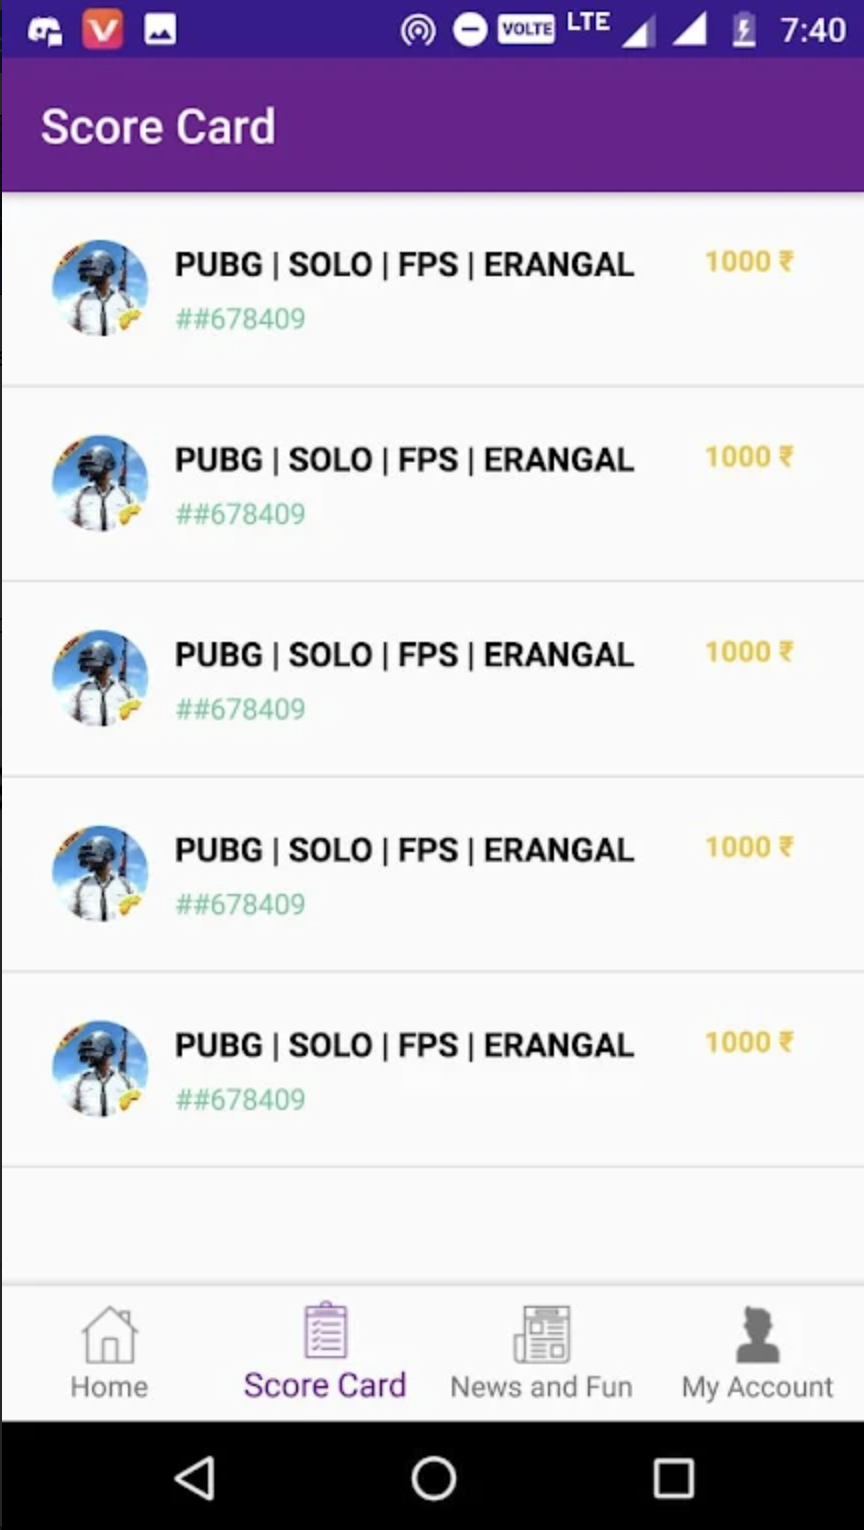 VOLTE LTE 7:40
Score Card
PUBG | SOLO | FPS | ERANGAL 1000 ₹
##678409
PUBG | SOLO | FPS | ERANGAL 1000 ₹
##678409
PUBG | SOLO | FPS | ERANGAL 1000 ₹
##678409
PUBG | SOLO | FPS | ERANGAL 1000 ₹
##678409
PUBG | SOLO | FPS | ERANGAL 1000 ₹
##678409
Home Score Card News and Fun My Account